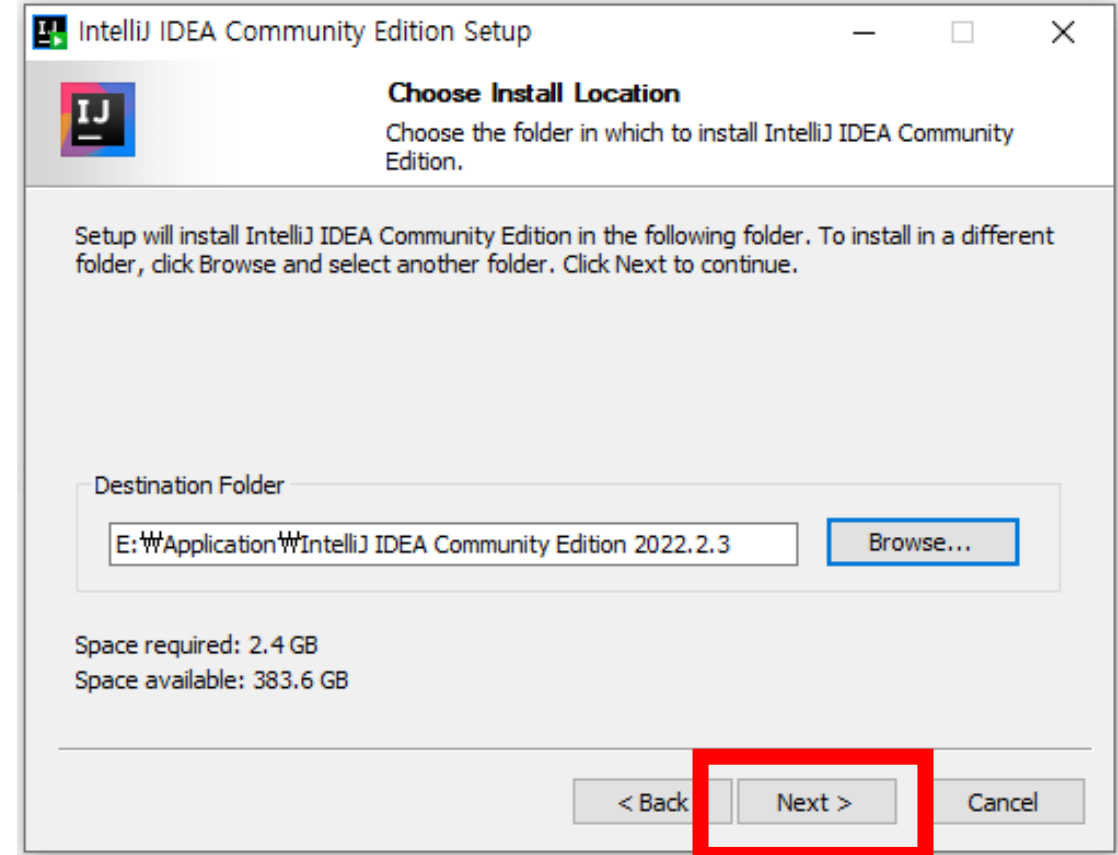 IntelliJ IDEA Community Edition Setup
IJ
Choose Install Location
Choose the folder in which to install IntelliJ IDEA Community
Edition.
Setup will install IntelliJ IDEA Community Edition in the following folder. To install in a different
folder, click Browse and select another folder. Click Next to continue.
Destination Folder
E:₩Application₩IntelliJ IDEA Community Edition 2022.2.3
Browse...
Space required: 2.4 GB
Space available: 383.6 GB
< Back
Next >
Cancel